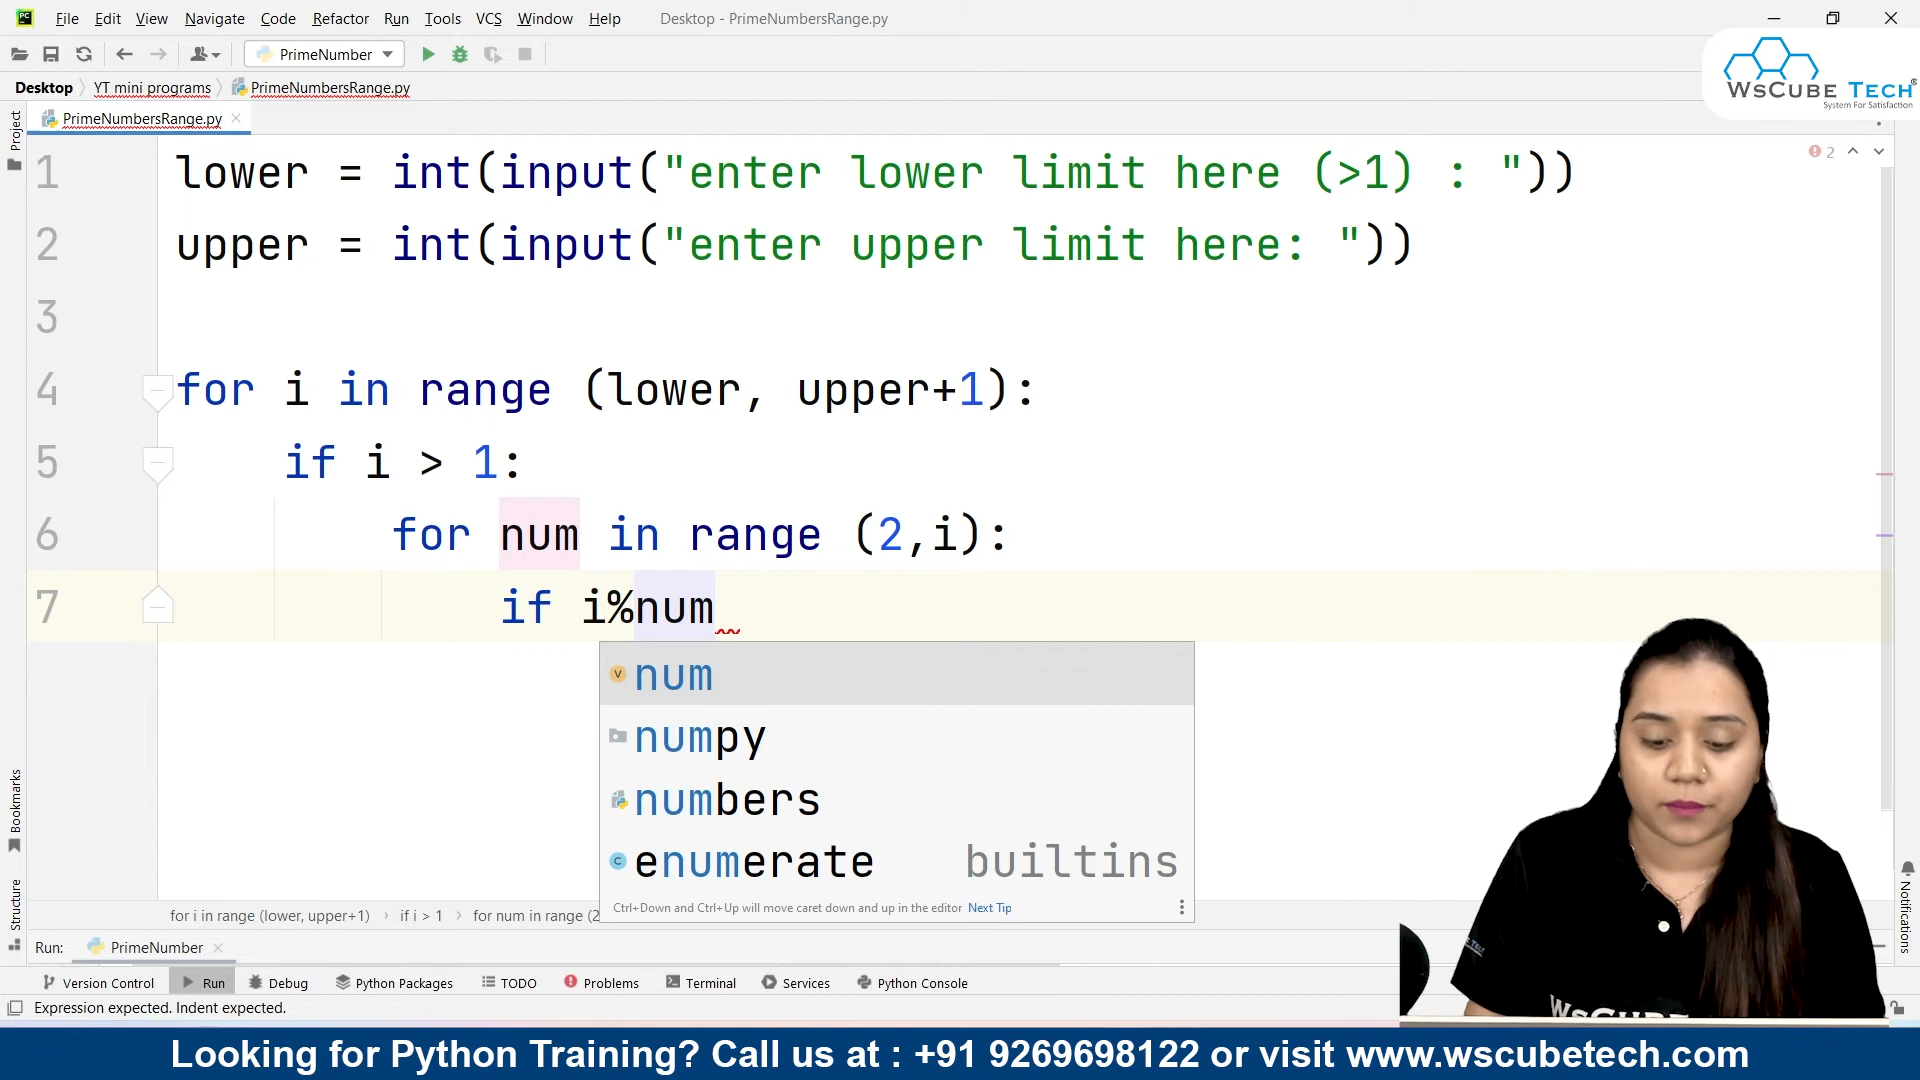 File Edit View Navigate Code Refactor Run Tools VCS Window Help Desktop - PrimeNumbersRange.py
PrimeNumber
WsCube Tech®
System For Satisfaction
Desktop YT mini programs PrimeNumbersRange.py
PrimeNumbersRange.py
Project
2
1 lower = int(input("enter lower limit here (>1) : "))
2 upper = int(input("enter upper limit here: "))
3
4 for i in range (lower, upper+1):
5 if i > 1:
6 for num in range (2,i):
7 if i%num
num
numpy
numbers
enumerate builtins
Ctrl+Down and Ctrl+Up will move caret down and up in the editor Next Tip
Bookmarks
Structure
Notifications
for i in range (lower, upper+1) › if i > 1 › for num in range (2
Run: PrimeNumber
Version Control Run Debug Python Packages TODO Problems Terminal Services Python Console
Expression expected. Indent expected.
WsCube
Looking for Python Training? Call us at : +91 9269698122 or visit www.wscubetech.com